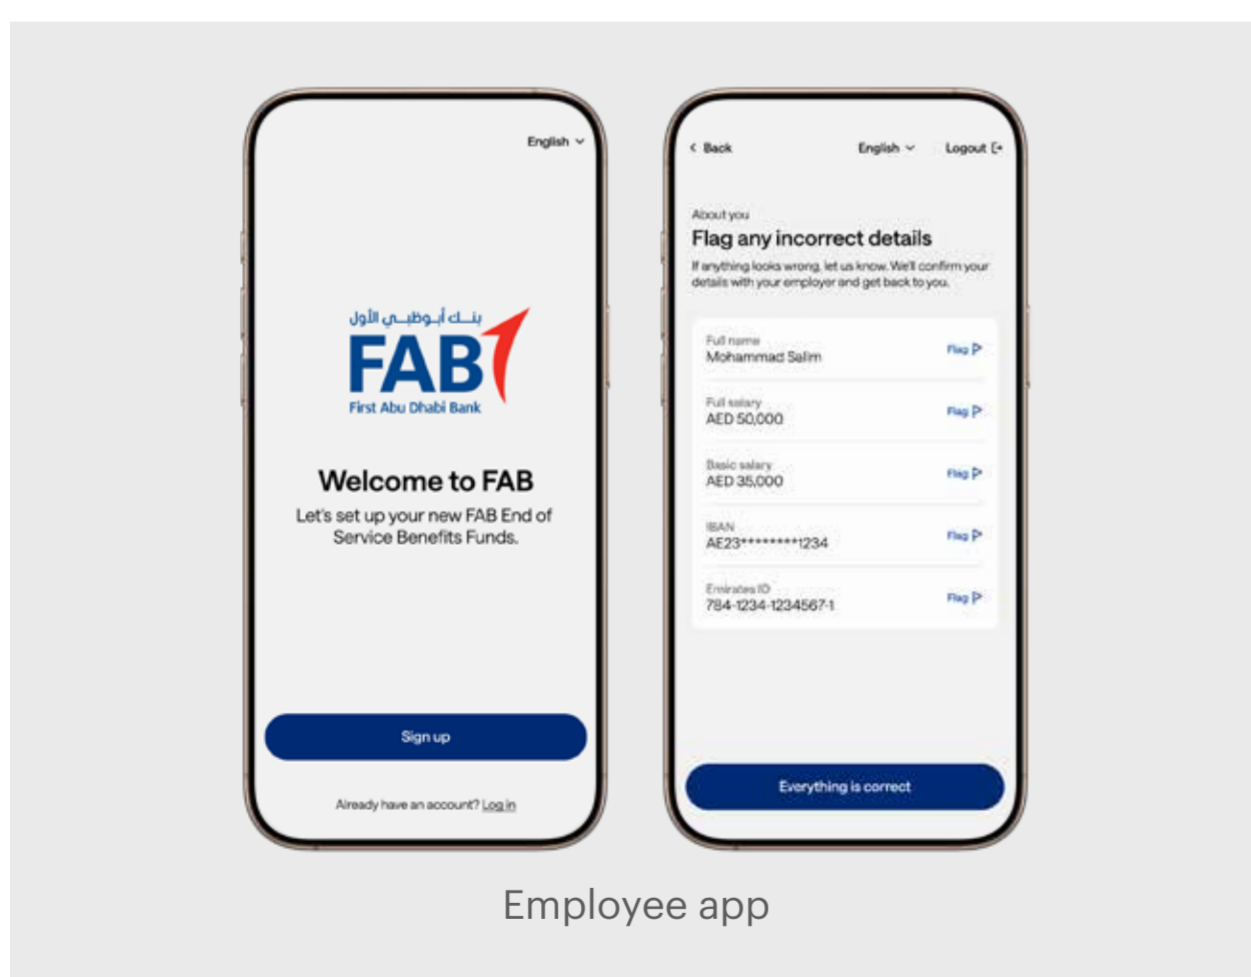 English
بنــك أبـوظبــي الأول
FAB
First Abu Dhabi Bank
Welcome to FAB
Let's set up your new FAB End of
Service Benefits Funds.
Sign up
Already have an account? Log in
Back
English
Logout
About you
Flag any incorrect details
If anything looks wrong, let us know. We'll confirm your
details with your employer and get back to you.
Full name
Mohammad Salim
Flag
Full salary
AED 50,000
Flag
Basic salary
AED 35,000
Flag
IBAN
AE23********1234
Flag
Emirates ID
784-1234-1234567-1
Flag
Everything is correct
Employee app